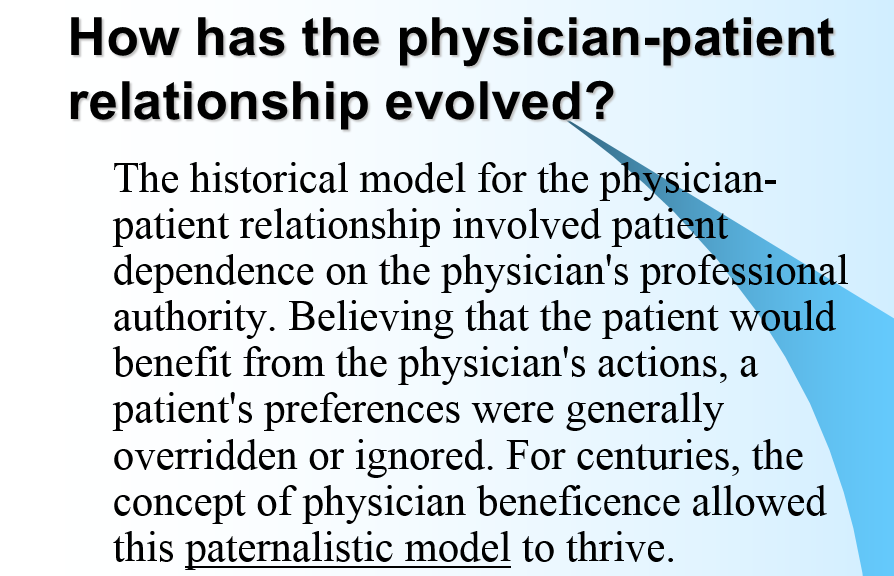 How has the physician-patient
relationship evolved?
The historical model for the physician-
patient relationship involved patient
dependence on the physician's professional
authority. Believing that the patient would
benefit from the physician's actions, a
patient's preferences were generally
overridden or ignored. For centuries, the
concept of physician beneficence allowed
this paternalistic model to thrive.